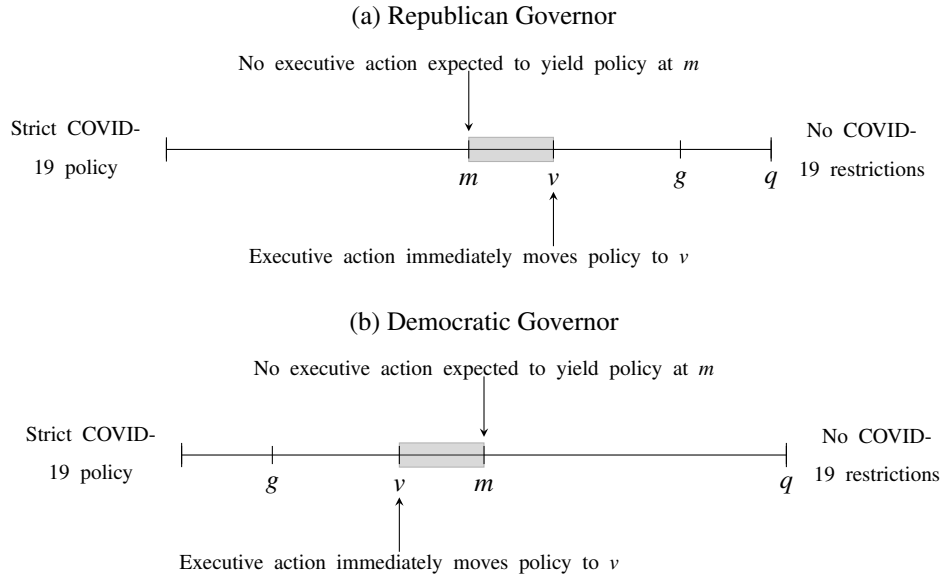 (a) Republican Governor
No executive action expected to yield policy at m
Strict COVID-
19 policy
No COVID-
19 restrictions
m v g q
Executive action immediately moves policy to v
(b) Democratic Governor
No executive action expected to yield policy at m
Strict COVID-
19 policy
No COVID-
19 restrictions
g v m q
Executive action immediately moves policy to v